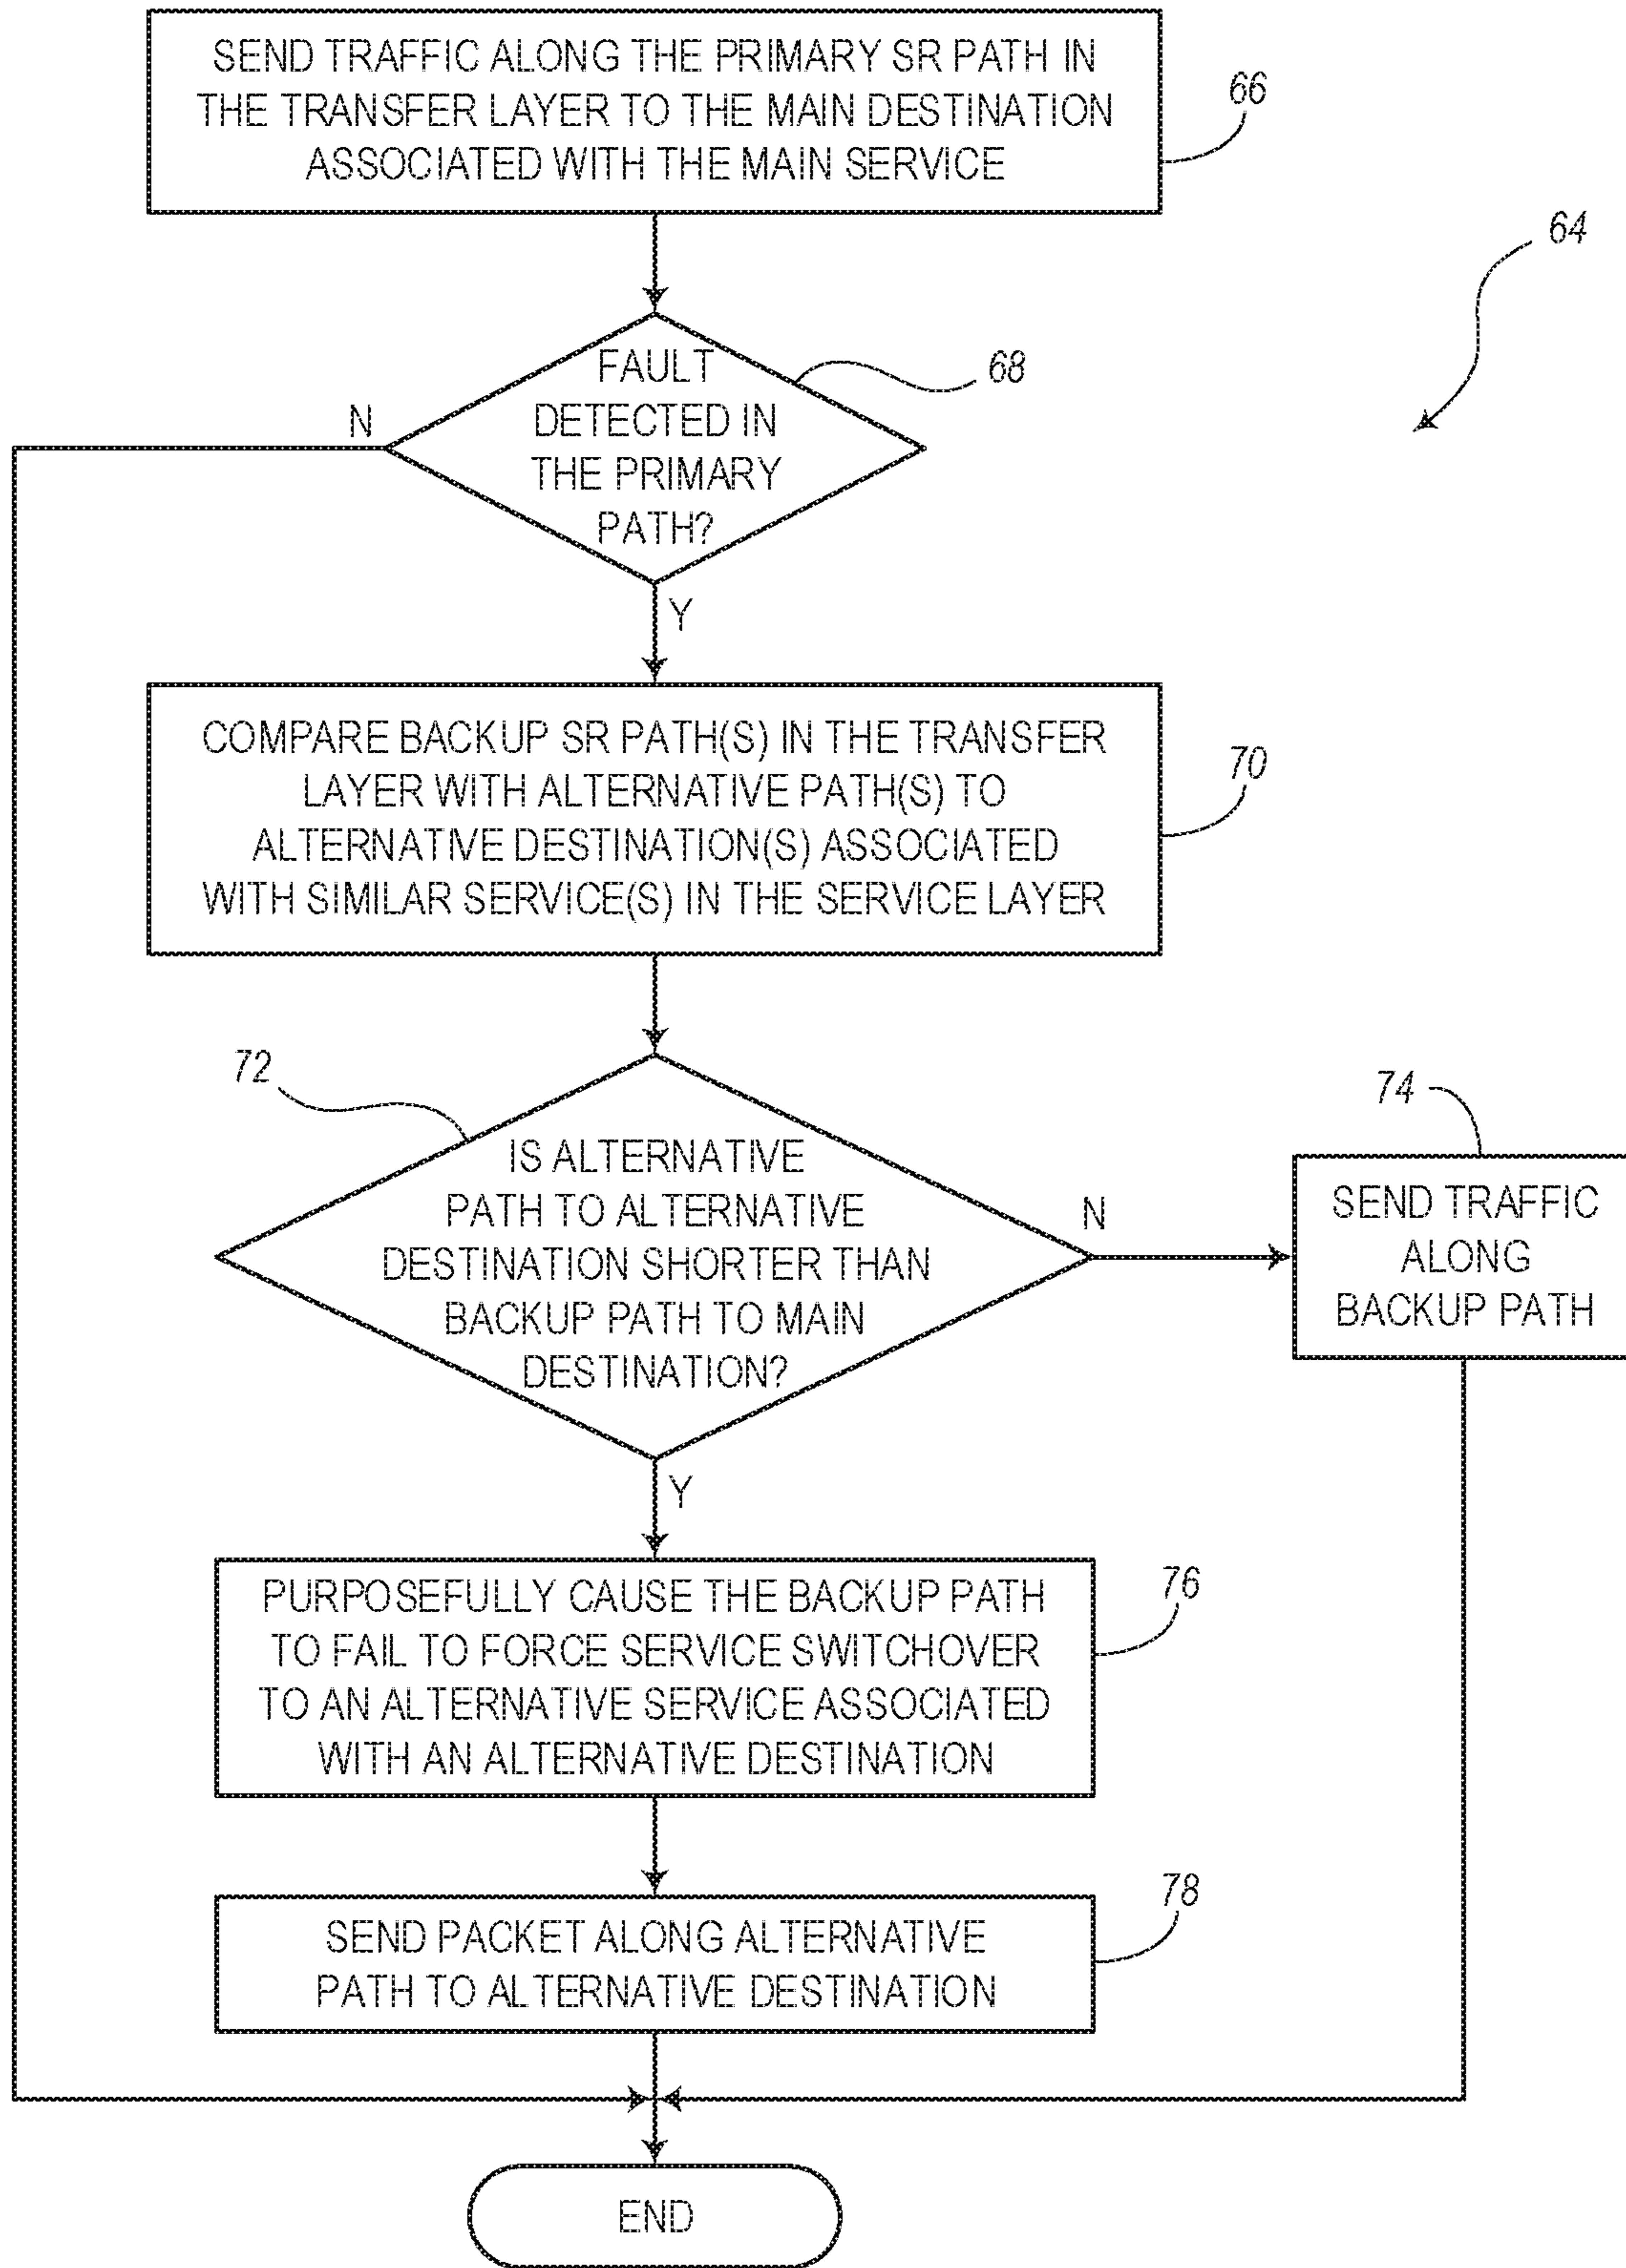 SEND TRAFFIC ALONG THE PRIMARY SR PATH IN
THE TRANSFER LAYER TO THE MAIN DESTINATION
ASSOCIATED WITH THE MAIN SERVICE
66
64
FAULT
DETECTED IN
THE PRIMARY
PATH?
68
N
Y
COMPARE BACKUP SR PATH(S) IN THE TRANSFER
LAYER WITH ALTERNATIVE PATH(S) TO
ALTERNATIVE DESTINATION(S) ASSOCIATED
WITH SIMILAR SERVICE(S) IN THE SERVICE LAYER
70
72
IS ALTERNATIVE
PATH TO ALTERNATIVE
DESTINATION SHORTER THAN
BACKUP PATH TO MAIN
DESTINATION?
N
74
SEND TRAFFIC
ALONG
BACKUP PATH
Y
PURPOSEFULLY CAUSE THE BACKUP PATH
TO FAIL TO FORCE SERVICE SWITCHOVER
TO AN ALTERNATIVE SERVICE ASSOCIATED
WITH AN ALTERNATIVE DESTINATION
76
SEND PACKET ALONG ALTERNATIVE
PATH TO ALTERNATIVE DESTINATION
78
END